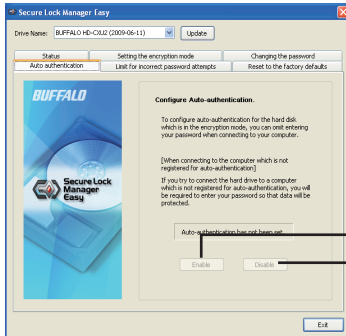 Secure Lock Manager Easy
Drive Name: BUFFALO HD-CXU2 (2009-06-11) Update
Status Setting the encryption mode Changing the password
Auto authentication Limit for incorrect password attempts Reset to the factory defaults
BUFFALO
Secure Lock
Manager
Easy
Configure Auto-authentication.
To configure auto-authentication for the hard disk
which is in the encryption mode, you can omit entering
your password when connecting to your computer.
[When connecting to the computer which is not
registered for auto-authentication]
If you try to connect the hard drive to a computer
which is not registered for auto-authentication, you will
be required to enter your password so that data will be
protected.
Auto-authentication has not been set.
Enable Disable
Exit